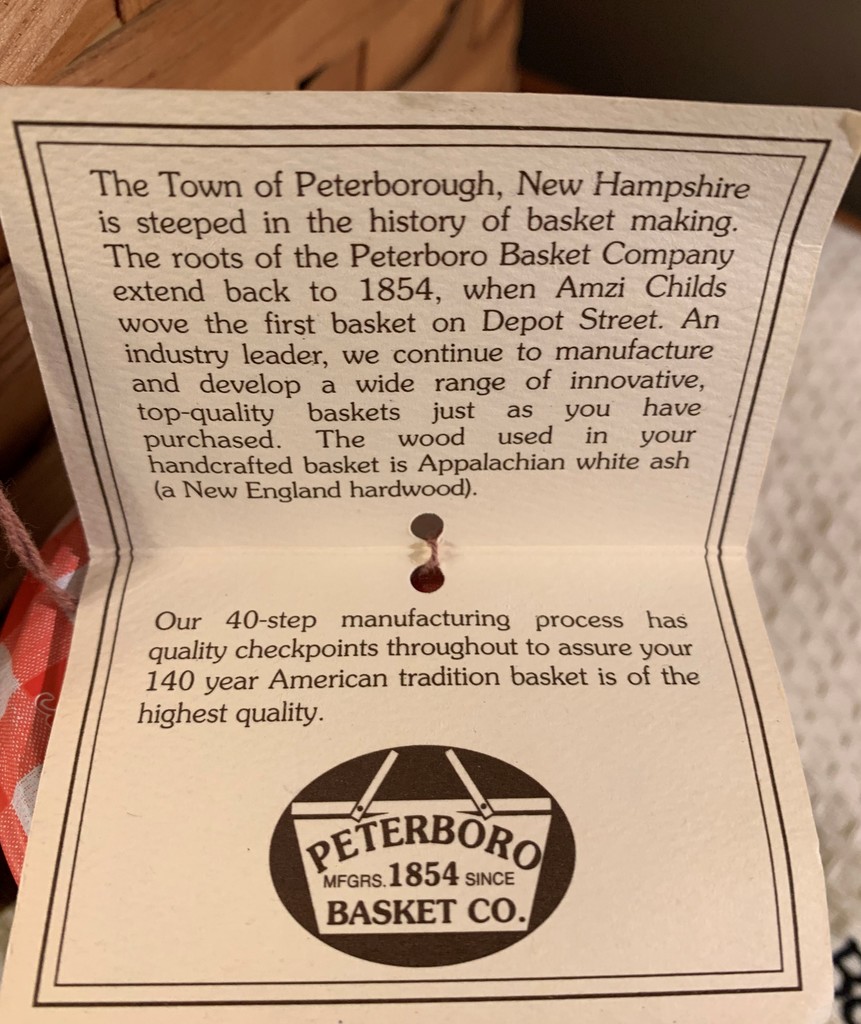 The Town of Peterborough, New Hampshire
is steeped in the history of basket making.
The roots of the Peterboro Basket Company
extend back to 1854, when Amzi Childs
wove the first basket on Depot Street. An
industry leader, we continue to manufacture
and develop a wide range of innovative,
top-quality baskets just as you have
purchased. The wood used in your
handcrafted basket is Appalachian white ash
(a New England hardwood).
Our 40-step manufacturing process has
quality checkpoints throughout to assure your
140 year American tradition basket is of the
highest quality.
PETERBORO
MFGRS. 1854 SINCE
BASKET CO.